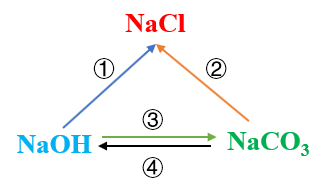 NaCl
① ②
③
NaOH NaCO₃
④